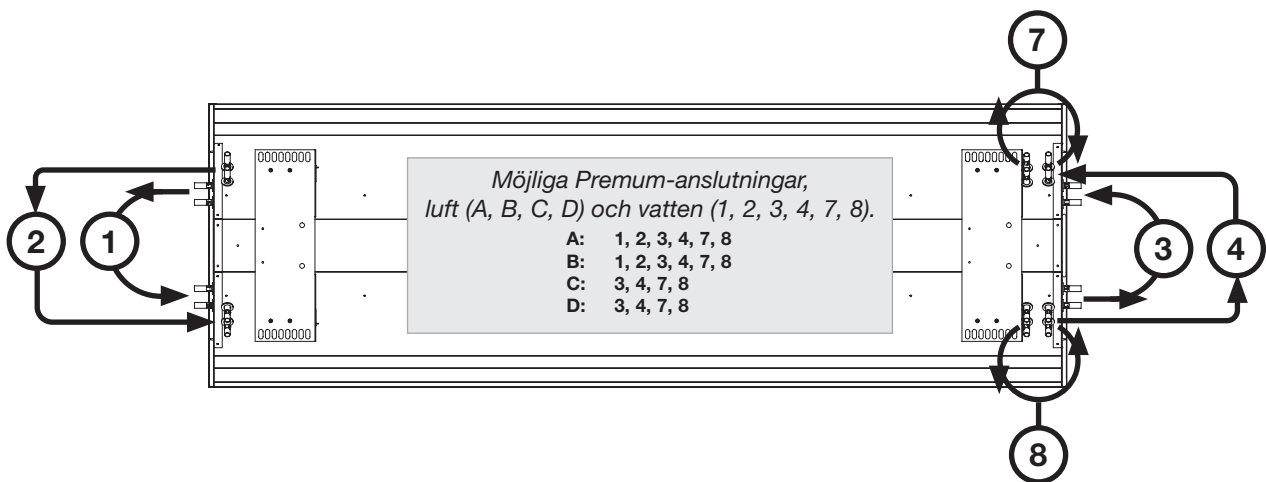 7
Möjliga Premum-anslutningar,
luft (A, B, C, D) och vatten (1, 2, 3, 4, 7, 8).
A: 1, 2, 3, 4, 7, 8
B: 1, 2, 3, 4, 7, 8
C: 3, 4, 7, 8
D: 3, 4, 7, 8
2 1 3 4
8